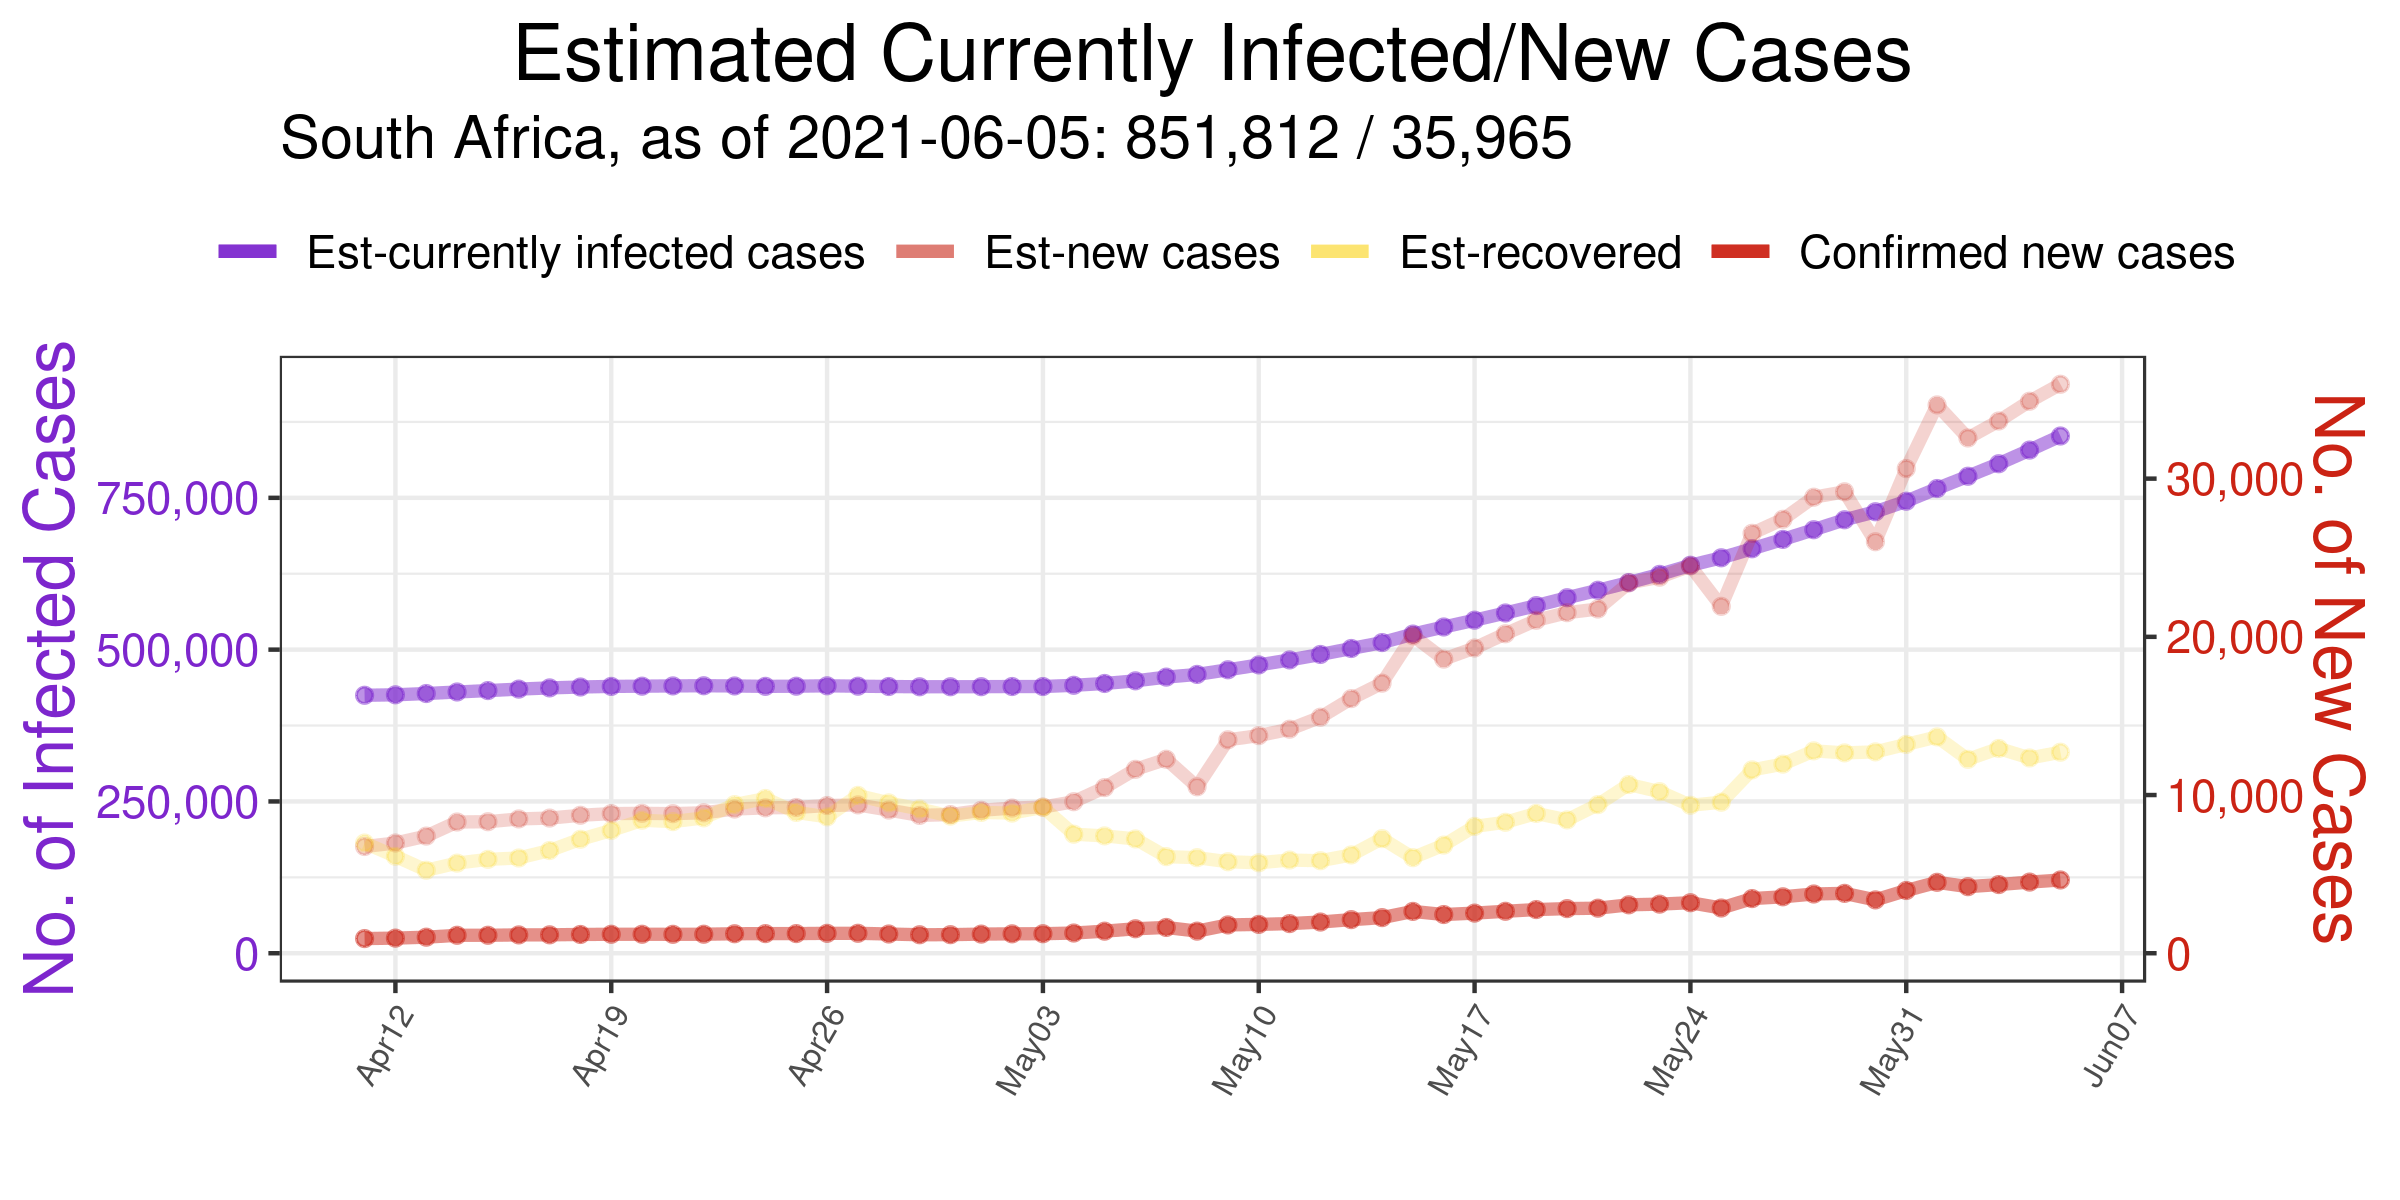 Estimated Currently Infected/New Cases
South Africa, as of 2021-06-05: 851,812 / 35,965
Est-currently infected cases Est-new cases Est-recovered Confirmed new cases
No. of Infected Cases
750,000
500,000
250,000
0
30,000
20,000
10,000
0
No. of New Cases
Apr12 Apr19 Apr26 May03 May10 May17 May24 May31 Jun07